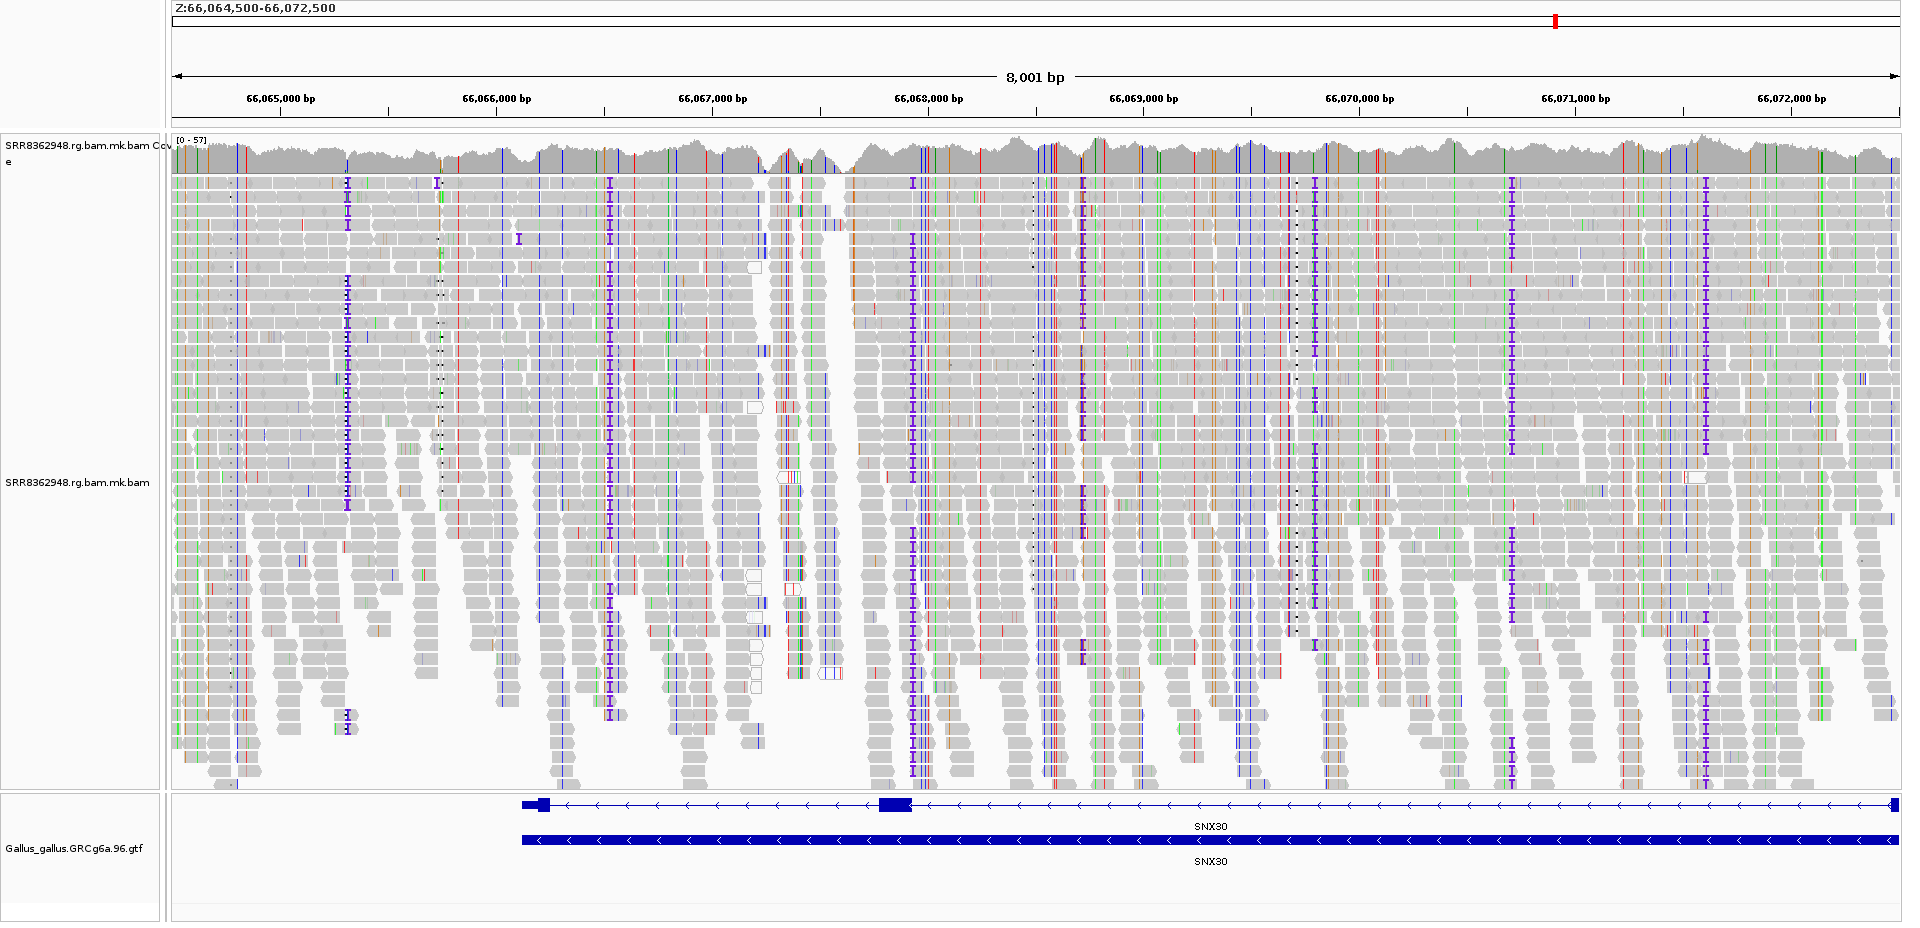 Z:66,064,500-66,072,500
8,001 bp
66,065,000 bp 66,066,000 bp 66,067,000 bp 66,068,000 bp 66,069,000 bp 66,070,000 bp 66,071,000 bp 66,072,000 bp
[0 - 57]
SRR8362948.rg.bam.mk.bam Cov
e
SRR8362948.rg.bam.mk.bam
SNX30
Gallus_gallus.GRCg6a.96.gtf
SNX30